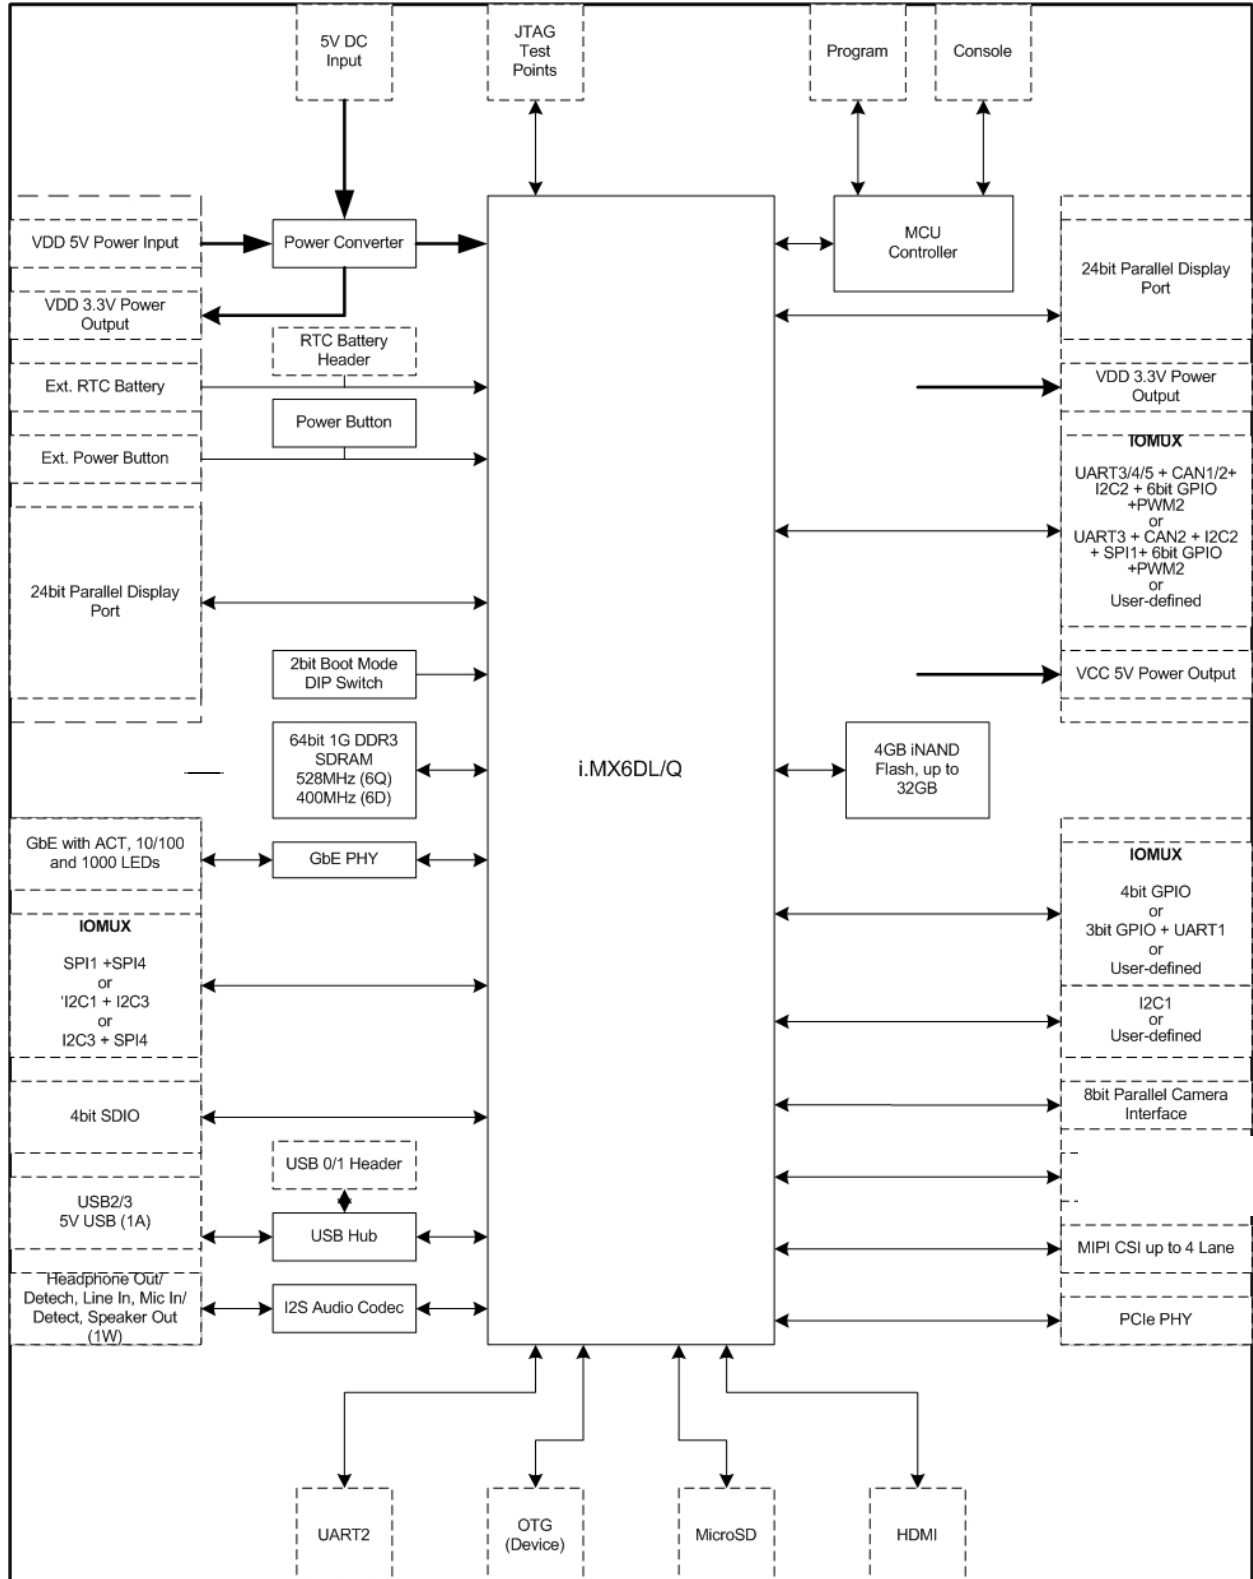 5V DC
Input
JTAG
Test
Points
Program
Console
VDD 5V Power Input
Power Converter
MCU
Controller
24bit Parallel Display
Port
VDD 3.3V Power
Output
RTC Battery
Header
Ext. RTC Battery
VDD 3.3V Power
Output
Power Button
Ext. Power Button
IOMUX
UART3/4/5 + CAN1/2+
I2C2 + 6bit GPIO
+PWM2
or
UART3 + CAN2 + I2C2
+ SPI1+ 6bit GPIO
+PWM2
or
User-defined
24bit Parallel Display
Port
2bit Boot Mode
DIP Switch
VCC 5V Power Output
64bit 1G DDR3
SDRAM
528MHz (6Q)
400MHz (6D)
i.MX6DL/Q
4GB iNAND
Flash, up to
32GB
GbE with ACT, 10/100
and 1000 LEDs
GbE PHY
IOMUX
4bit GPIO
or
3bit GPIO + UART1
or
User-defined
IOMUX
SPI1 +SPI4
or
'I2C1 + I2C3
or
I2C3 + SPI4
I2C1
or
User-defined
4bit SDIO
8bit Parallel Camera
Interface
USB 0/1 Header
USB2/3
5V USB (1A)
USB Hub
MIPI CSI up to 4 Lane
Headphone Out/
Detech, Line In, Mic In/
Detect, Speaker Out
(1W)
I2S Audio Codec
PCIe PHY
UART2
OTG
(Device)
MicroSD
HDMI